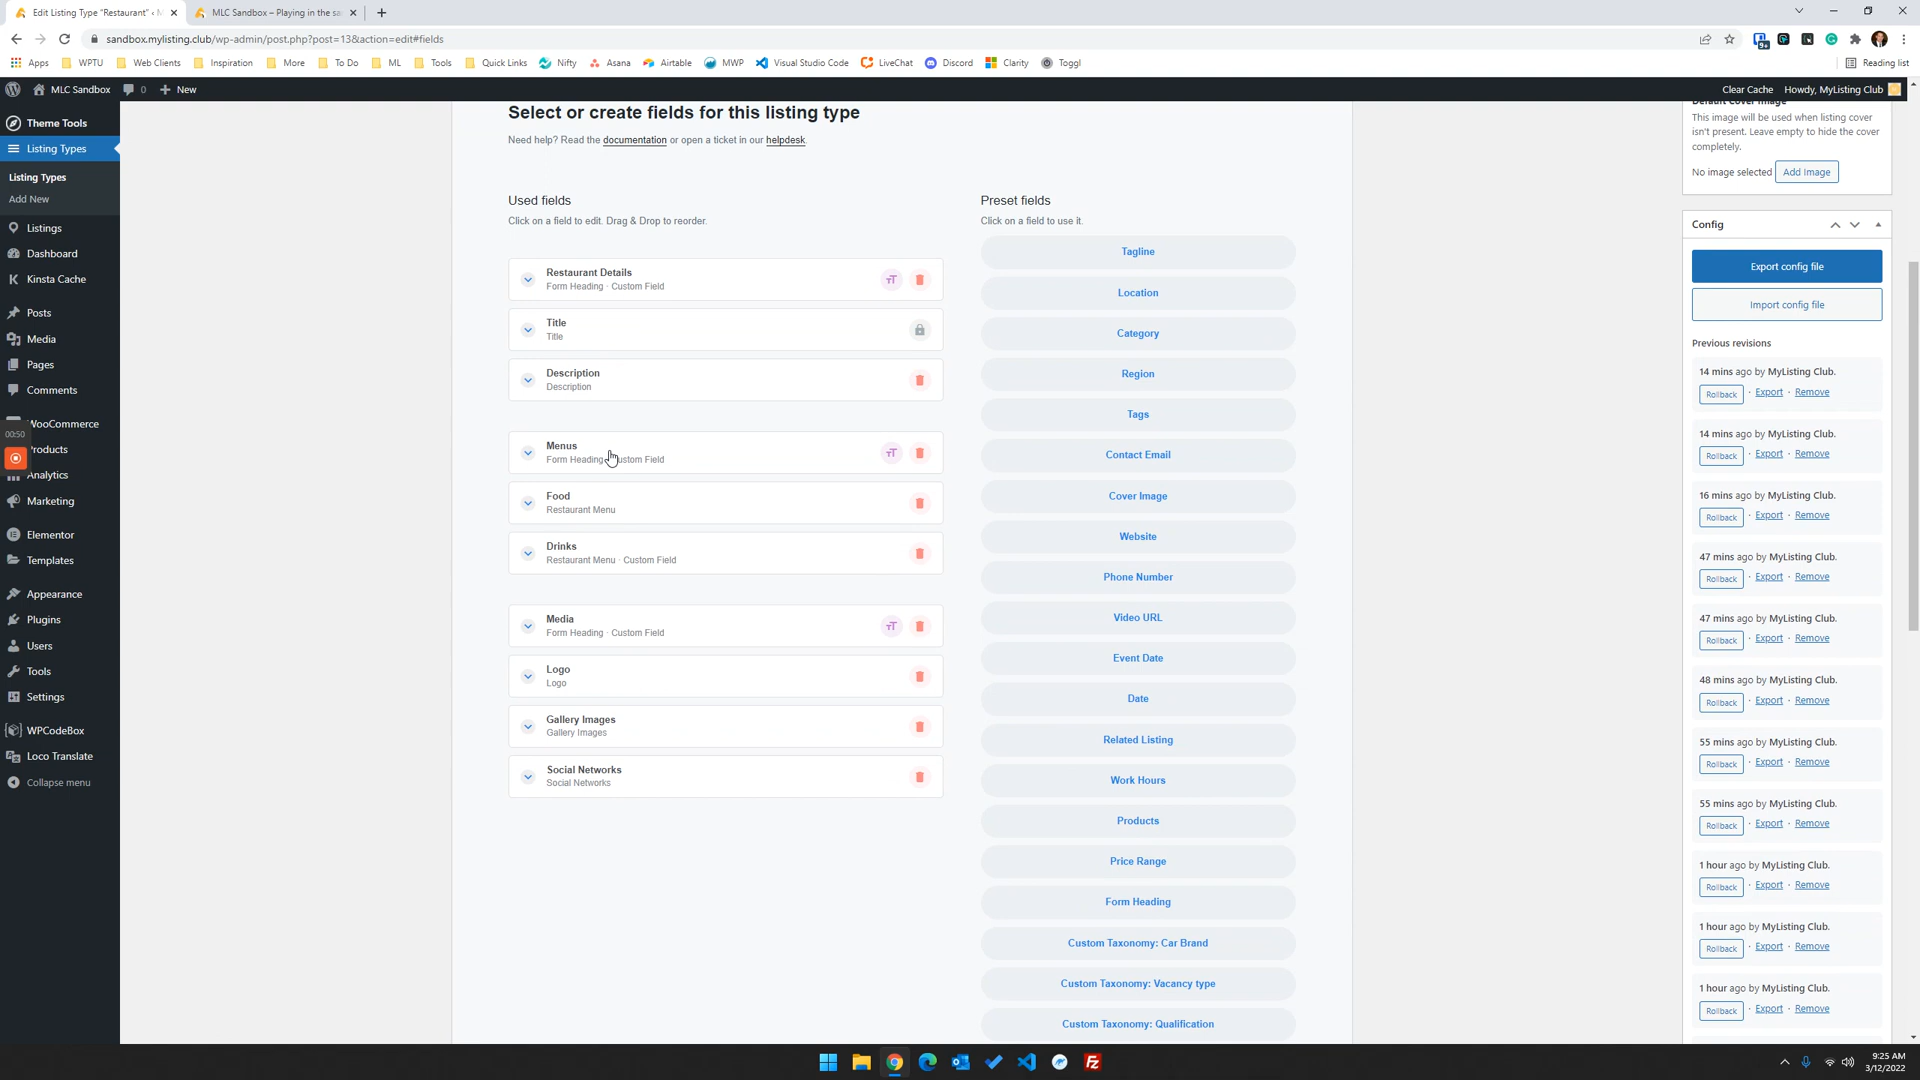 Edit Listing Type "Restaurant" ‹ M
MLC Sandbox – Playing in the sa
sandbox.mylisting.club/wp-admin/post.php?post=13&action=edit#fields
Apps
WPTU
Web Clients
Inspiration
More
To Do
ML
Tools
Quick Links
Nifty
Asana
Airtable
MWP
Visual Studio Code
LiveChat
Discord
Clarity
Toggl
Reading list
MLC Sandbox
0
New
Clear Cache
Howdy, MyListing Club
Theme Tools
Listing Types
Listing Types
Add New
Listings
Dashboard
Kinsta Cache
Posts
Media
Pages
Comments
WooCommerce
00:50
Products
Analytics
Marketing
Elementor
Templates
Appearance
Plugins
Users
Tools
Settings
WPCodeBox
Loco Translate
Collapse menu
Select or create fields for this listing type
Need help? Read the documentation or open a ticket in our helpdesk.
Used fields
Click on a field to edit. Drag & Drop to reorder.
Restaurant Details
Form Heading · Custom Field
Title
Title
Description
Description
Menus
Form Heading · Custom Field
Food
Restaurant Menu
Drinks
Restaurant Menu · Custom Field
Media
Form Heading · Custom Field
Logo
Logo
Gallery Images
Gallery Images
Social Networks
Social Networks
Preset fields
Click on a field to use it.
Tagline
Location
Category
Region
Tags
Contact Email
Cover Image
Website
Phone Number
Video URL
Event Date
Date
Related Listing
Work Hours
Products
Price Range
Form Heading
Custom Taxonomy: Car Brand
Custom Taxonomy: Vacancy type
Custom Taxonomy: Qualification
Default Cover Image
This image will be used when listing cover
isn't present. Leave empty to hide the cover
completely.
No image selected Add Image
Config
Export config file
Import config file
Previous revisions
14 mins ago by MyListing Club.
Rollback · Export · Remove
14 mins ago by MyListing Club.
Rollback · Export · Remove
16 mins ago by MyListing Club.
Rollback · Export · Remove
47 mins ago by MyListing Club.
Rollback · Export · Remove
47 mins ago by MyListing Club.
Rollback · Export · Remove
48 mins ago by MyListing Club.
Rollback · Export · Remove
55 mins ago by MyListing Club.
Rollback · Export · Remove
55 mins ago by MyListing Club.
Rollback · Export · Remove
1 hour ago by MyListing Club.
Rollback · Export · Remove
1 hour ago by MyListing Club.
Rollback · Export · Remove
1 hour ago by MyListing Club.
Rollback · Export · Remove
9:25 AM
3/12/2022